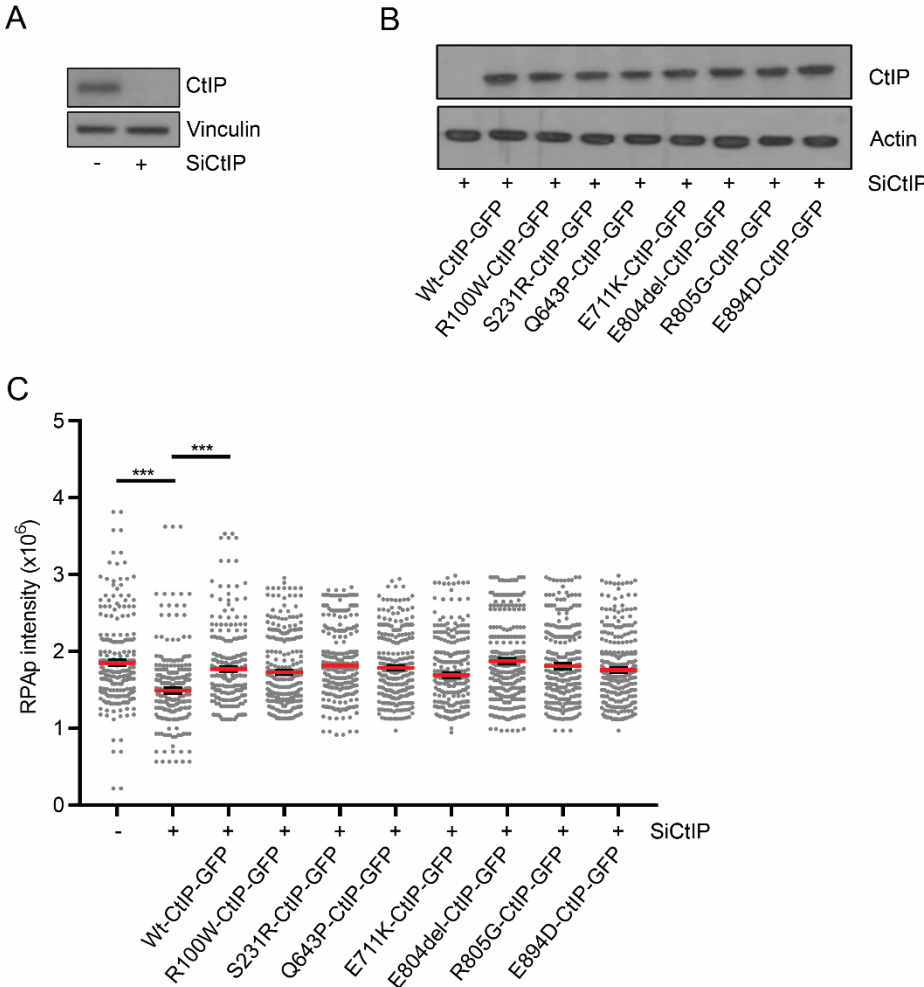 A
CtIP
Vinculin
- + SiCtIP
B
CtIP
Actin
+ + + + + + + + + SiCtIP
Wt-CtIP-GFP
R100W-CtIP-GFP
S231R-CtIP-GFP
Q643P-CtIP-GFP
E711K-CtIP-GFP
E804del-CtIP-GFP
R805G-CtIP-GFP
E894D-CtIP-GFP
C
RPAp intensity (x10⁶)
5
4
3
2
1
0
***
***
- + + + + + + + + + SiCtIP
Wt-CtIP-GFP
R100W-CtIP-GFP
S231R-CtIP-GFP
Q643P-CtIP-GFP
E711K-CtIP-GFP
E804del-CtIP-GFP
R805G-CtIP-GFP
E894D-CtIP-GFP